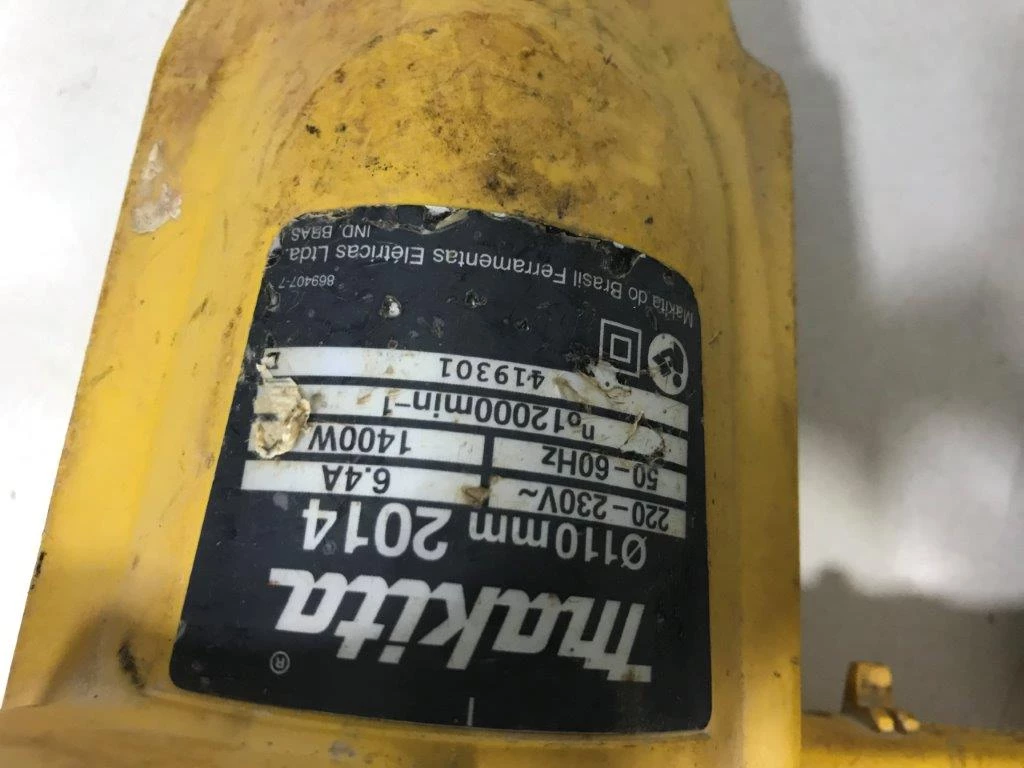 makita®
Ø110mm 2014
220–230V~ 6.4A
50–60Hz 1400W
n₀12000min⁻¹
419301
869407-7
Makita do Brasil Ferramentas Elétricas Ltda.
IND. BRAS